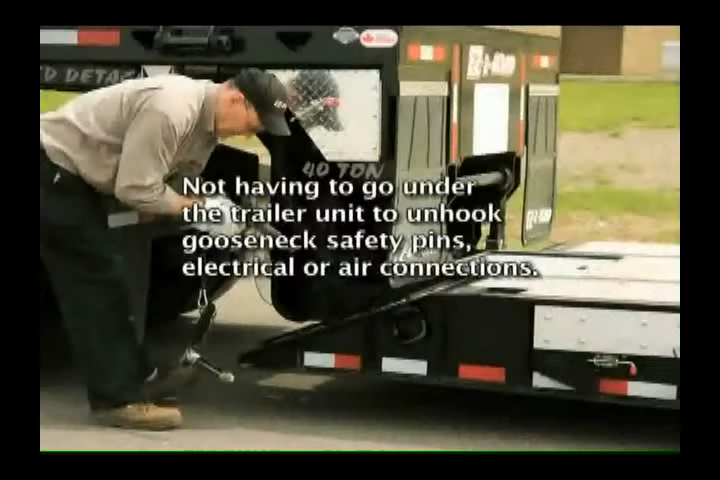 D DETAC
40 TON
Not having to go under
the trailer unit to unhook
gooseneck safety pins,
electrical or air connections.